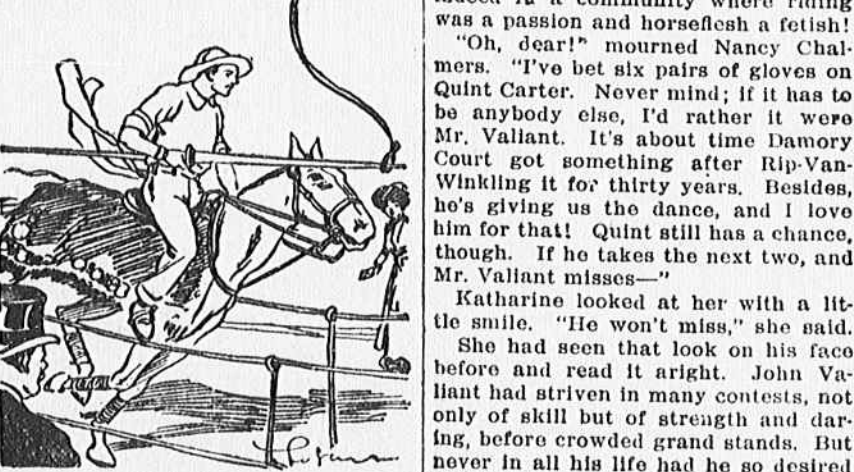 was a passion and horseflesh a fetish!
"Oh, dear!" mourned Nancy Chal-
mers. "I've bet six pairs of gloves on
Quint Carter. Never mind; if it has to
be anybody else, I'd rather it were
Mr. Valiant. It's about time Damory
Court got something after Rip-Van-
Winkling it for thirty years. Besides,
he's giving us the dance, and I love
him for that! Quint still has a chance,
though. If he takes the next two, and
Mr. Valiant misses—"
Katharine looked at her with a lit-
tle smile. "He won't miss," she said.
She had seen that look on his face
before and read it aright. John Va-
liant had striven in many contests, not
only of skill but of strength and dar-
ing, before crowded grand stands. But
never in all his life had he so desired